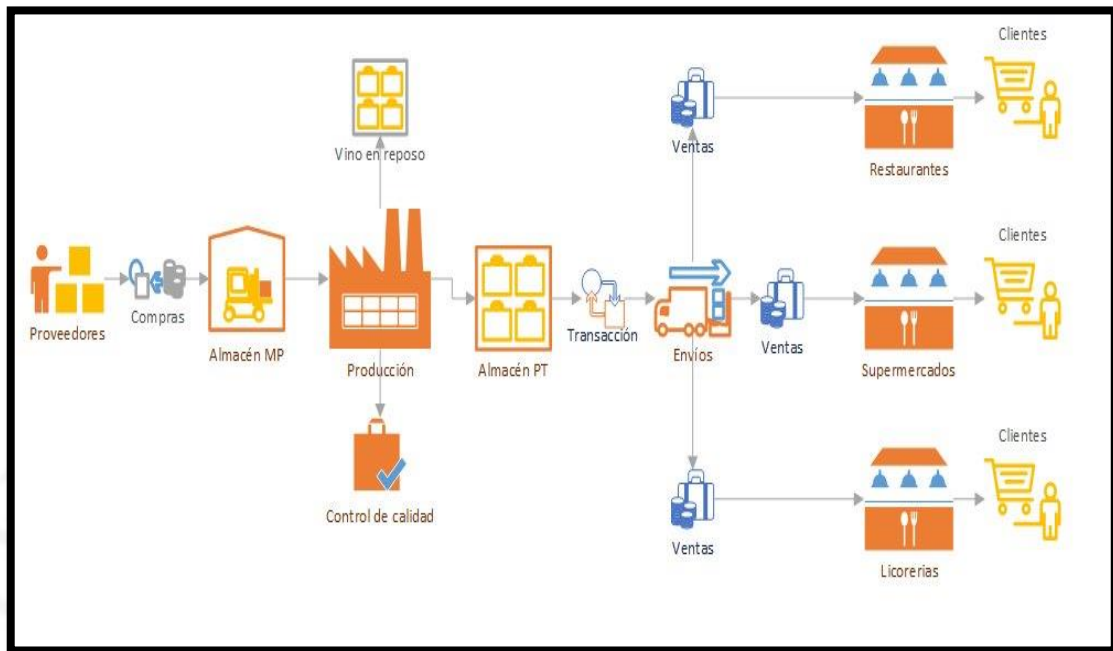 Clientes
Vino en reposo
Ventas
Restaurantes
Clientes
Proveedores
Compras
Almacén MP
Producción
Almacén PT
Transacción
Envíos
Ventas
Supermercados
Clientes
Control de calidad
Ventas
Licorerias